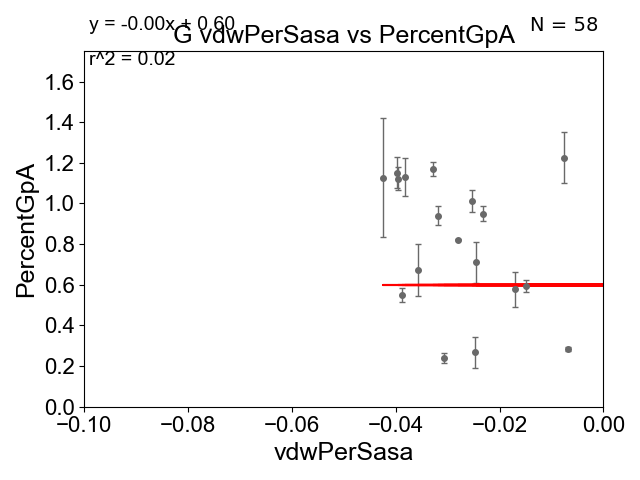 y = -0.00x + 0.60
G vdwPerSasa vs PercentGpA
N = 58
r^2 = 0.02
PercentGpA
1.6
1.4
1.2
1.0
0.8
0.6
0.4
0.2
0.0
−0.10
−0.08
−0.06
−0.04
−0.02
0.00
vdwPerSasa